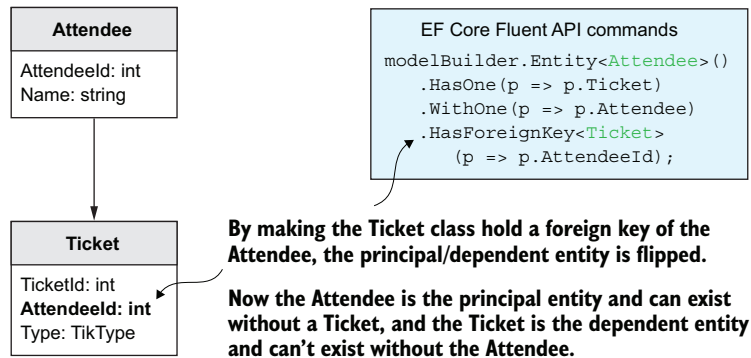 Attendee
AttendeeId: int
Name: string
EF Core Fluent API commands
modelBuilder.Entity<Attendee>()
.HasOne(p => p.Ticket)
.WithOne(p => p.Attendee)
.HasForeignKey<Ticket>
(p => p.AttendeeId);
By making the Ticket class hold a foreign key of the
Attendee, the principal/dependent entity is flipped.
Ticket
TicketId: int
AttendeeId: int
Type: TikType
Now the Attendee is the principal entity and can exist
without a Ticket, and the Ticket is the dependent entity
and can’t exist without the Attendee.